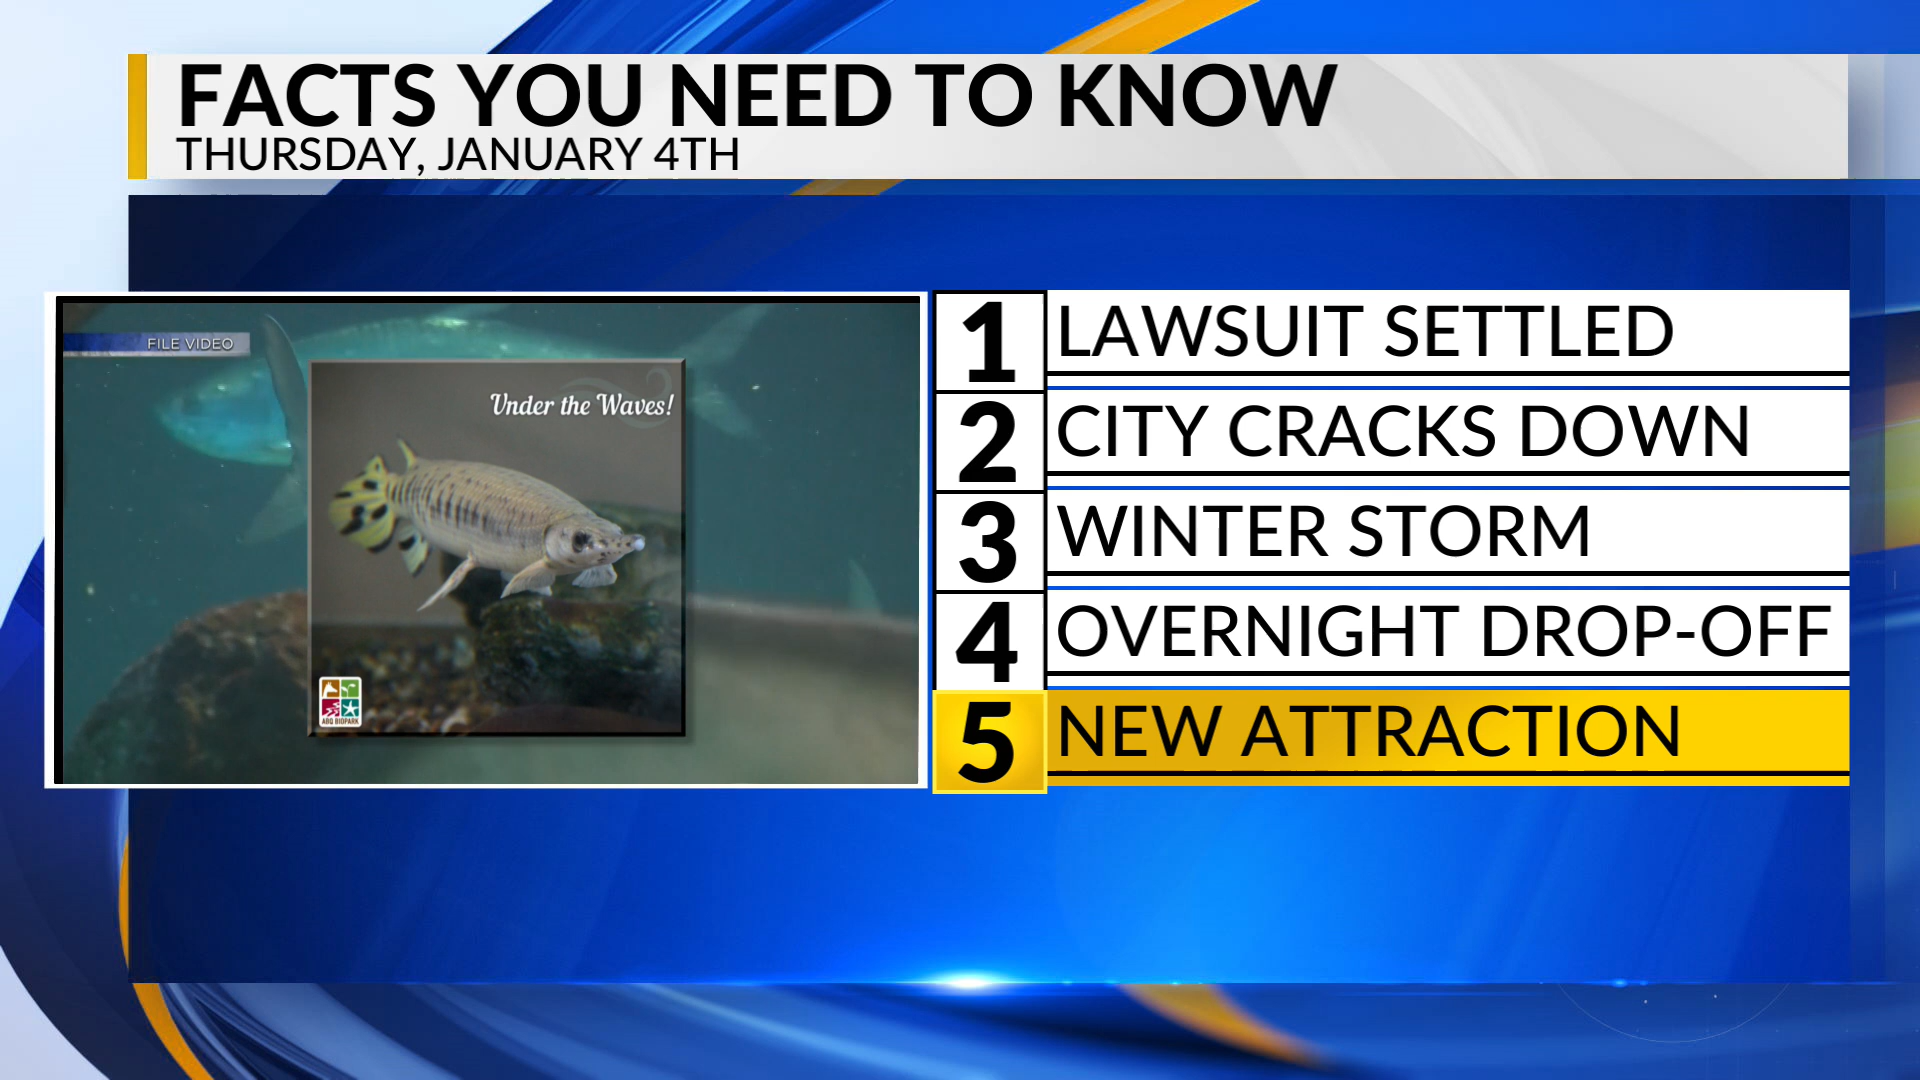 FACTS YOU NEED TO KNOW
THURSDAY, JANUARY 4TH
FILE VIDEO
Under the Waves!
ABQ BIOPARK
1 LAWSUIT SETTLED
2 CITY CRACKS DOWN
3 WINTER STORM
4 OVERNIGHT DROP-OFF
5 NEW ATTRACTION